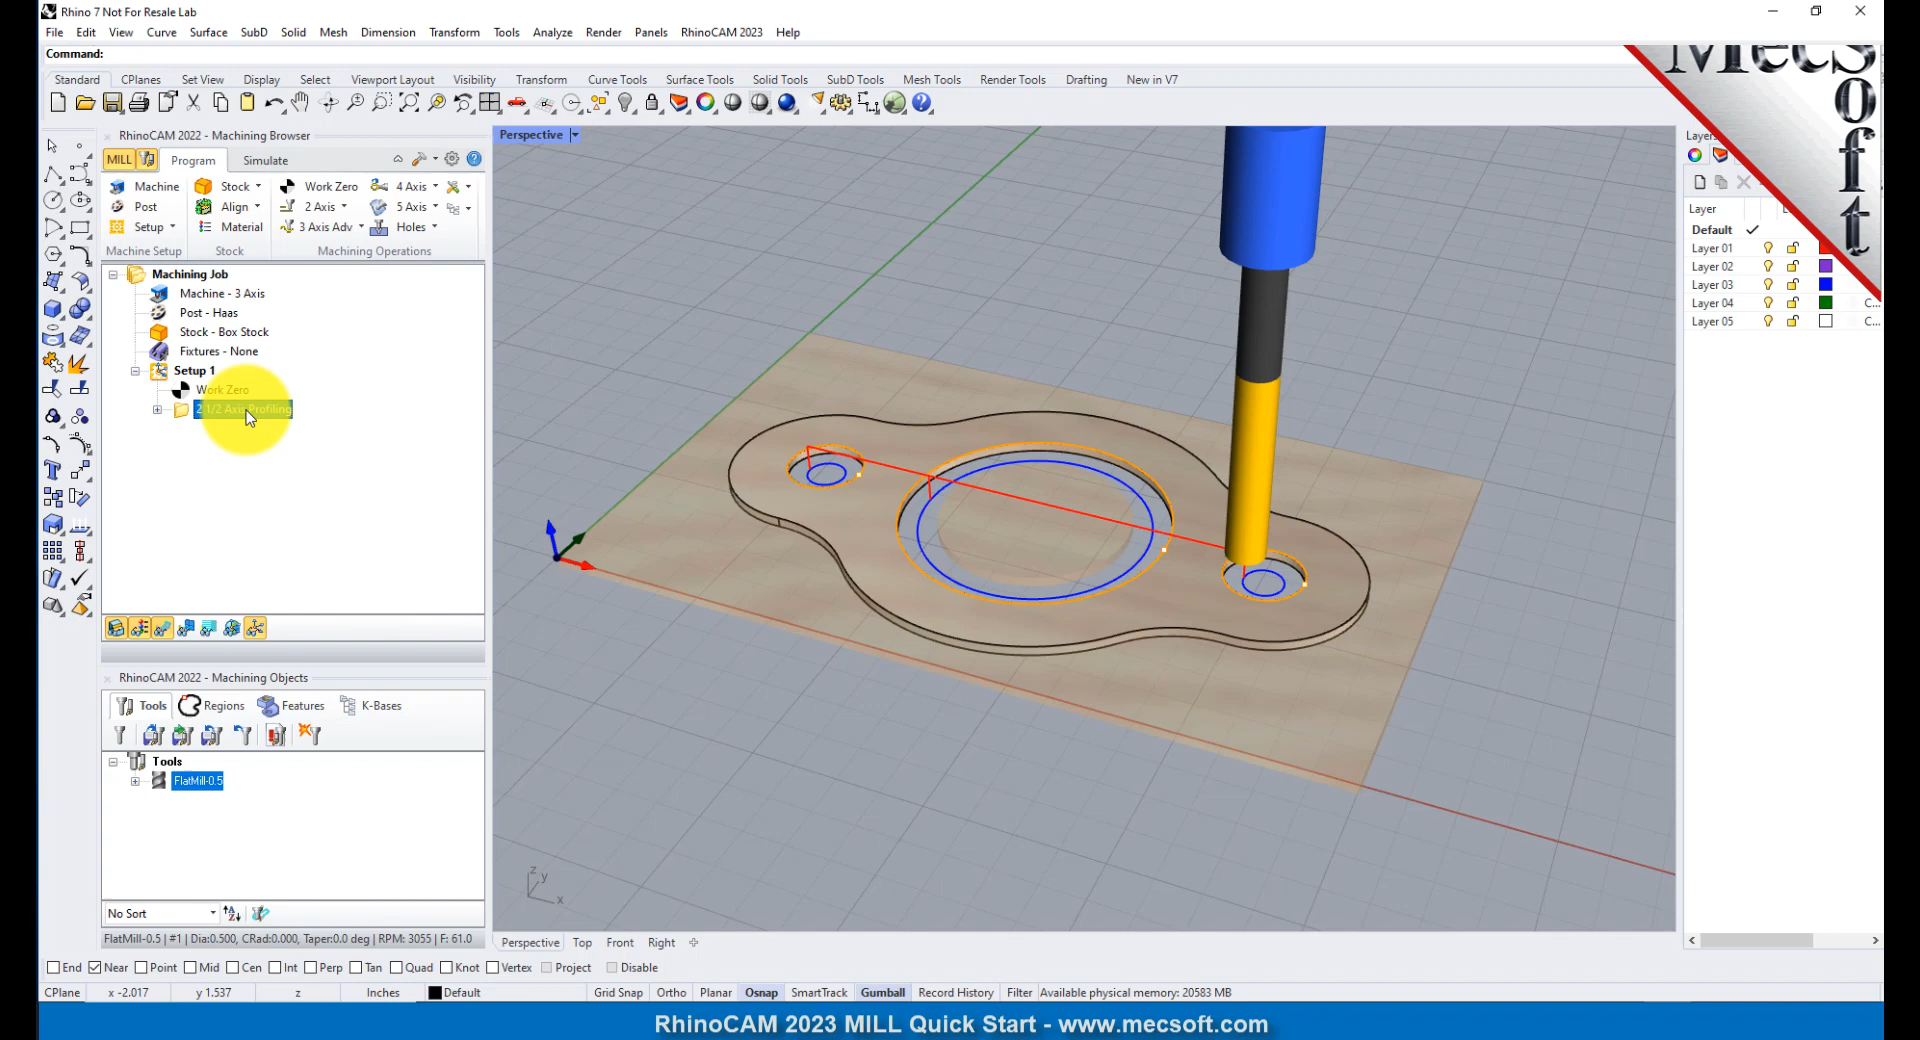 Rhino 7 Not For Resale Lab
File Edit View Curve Surface SubD Solid Mesh Dimension Transform Tools Analyze Render Panels RhinoCAM 2023 Help
Command:
Standard CPlanes Set View Display Select Viewport Layout Visibility Transform Curve Tools Surface Tools Solid Tools SubD Tools Mesh Tools Render Tools Drafting New in V7
RhinoCAM 2022 - Machining Browser
MILL Program Simulate
Machine Stock Work Zero 4 Axis
Post Align 2 Axis 5 Axis
Setup Material 3 Axis Adv Holes
Machine Setup Stock Machining Operations
Machining Job
Machine - 3 Axis
Post - Haas
Stock - Box Stock
Fixtures - None
Setup 1
Work Zero
2 1/2 Axis Profiling
RhinoCAM 2022 - Machining Objects
Tools Regions Features K-Bases
Tools
FlatMill-0.5
No Sort
FlatMill-0.5 | #1 | Dia:0.500, CRad:0.000, Taper:0.0 deg | RPM: 3055 | F: 61.0
Perspective
z
y
x
Perspective Top Front Right
Layers
Layer
Default
Layer 01
Layer 02
Layer 03
Layer 04 C...
Layer 05 C...
MecSoft
End Near Point Mid Cen Int Perp Tan Quad Knot Vertex Project Disable
CPlane x -2.017 y 1.537 z Inches Default Grid Snap Ortho Planar Osnap SmartTrack Gumball Record History Filter Available physical memory: 20583 MB
RhinoCAM 2023 MILL Quick Start - www.mecsoft.com